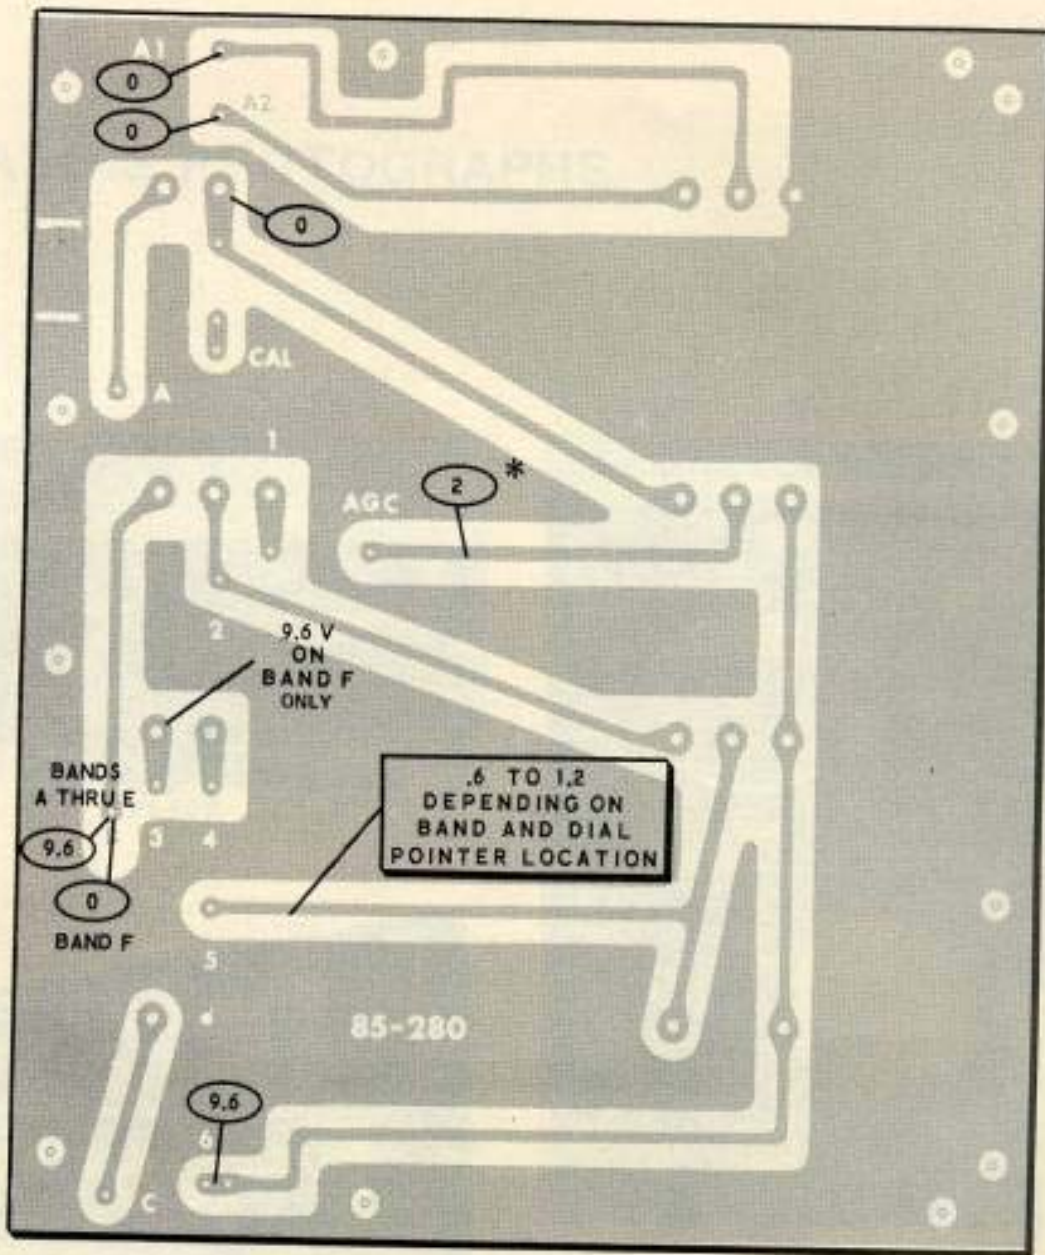 A1
0
A2
0
0
CAL
A
1
2 *
AGC
2
9.6 V
ON
BAND F
ONLY
BANDS
A THRU E
.6 TO 1.2
DEPENDING ON
BAND AND DIAL
POINTER LOCATION
9.6
3
4
0
BAND F
5
85-280
9.6
6
C